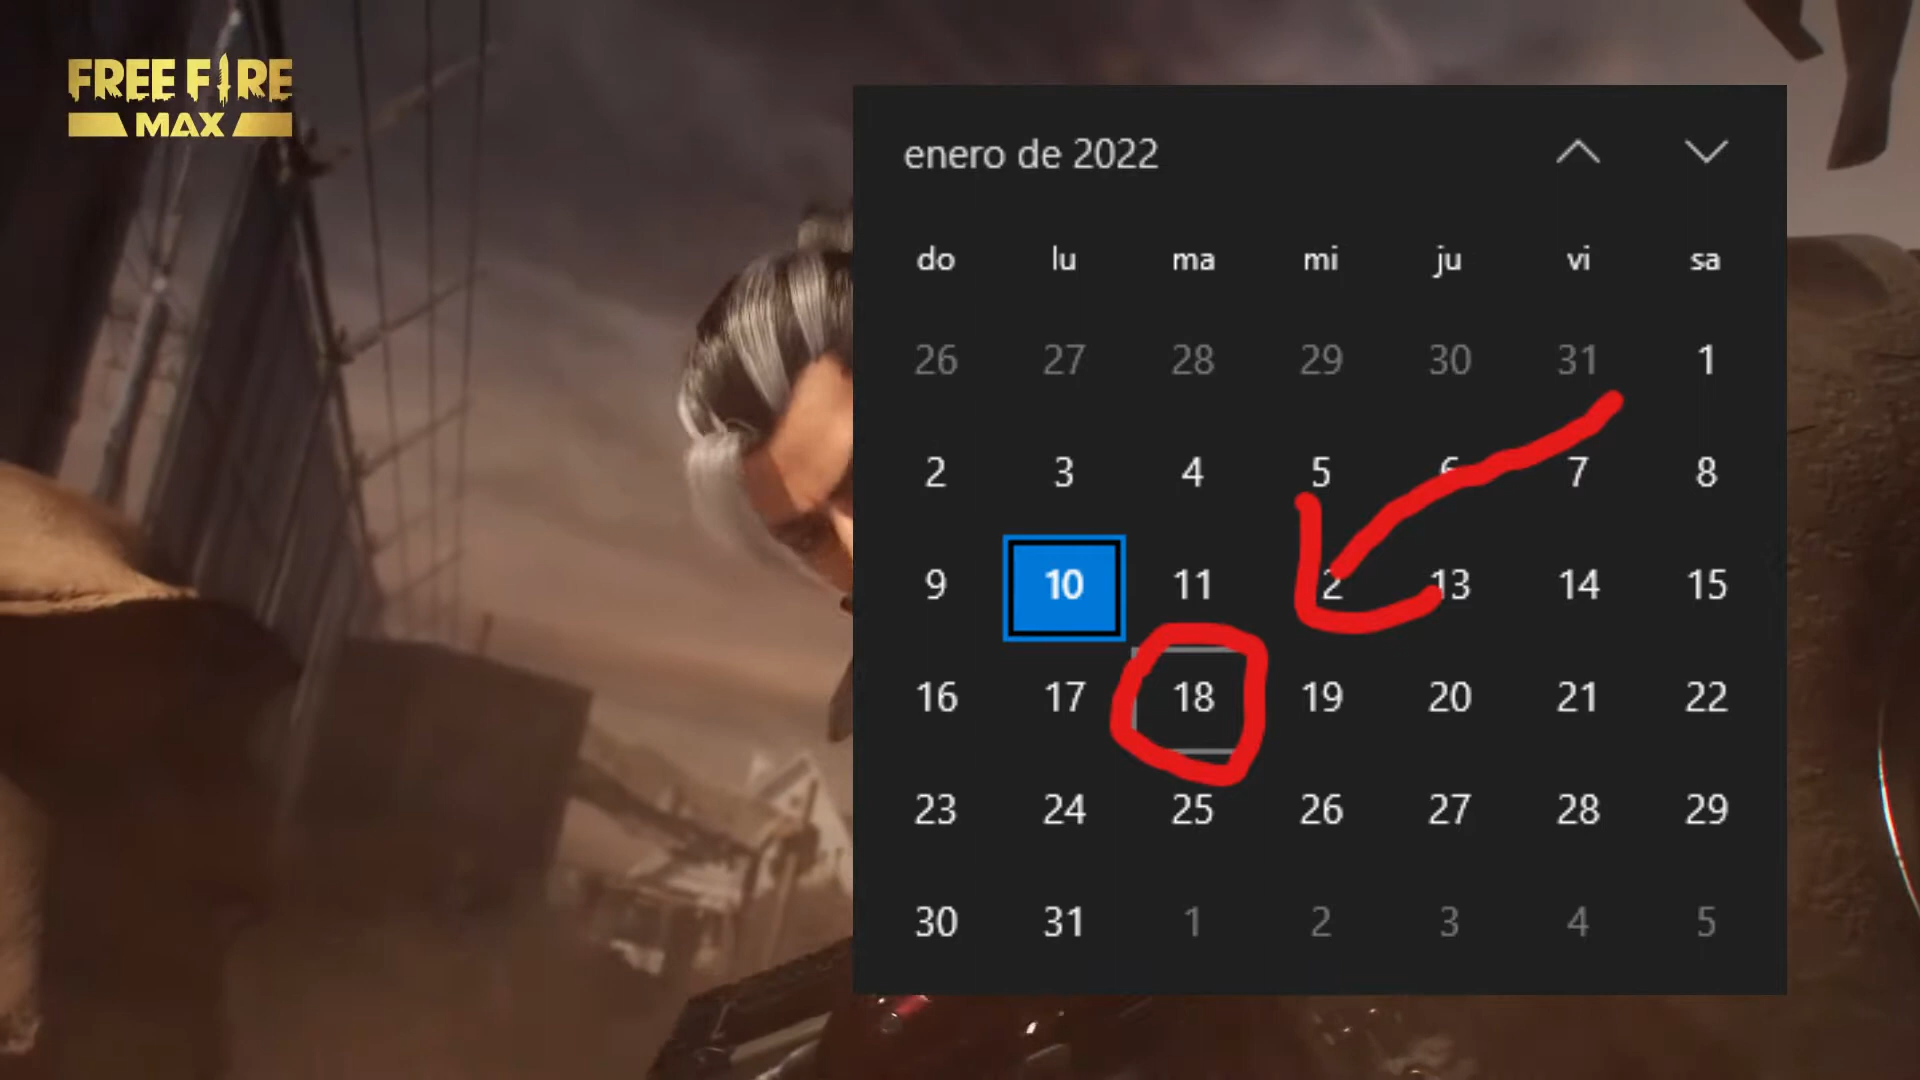 FREE FIRE
MAX
enero de 2022
do lu ma mi ju vi sa
26 27 28 29 30 31 1
2 3 4 5 6 7 8
9 10 11 12 13 14 15
16 17 18 19 20 21 22
23 24 25 26 27 28 29
30 31 1 2 3 4 5